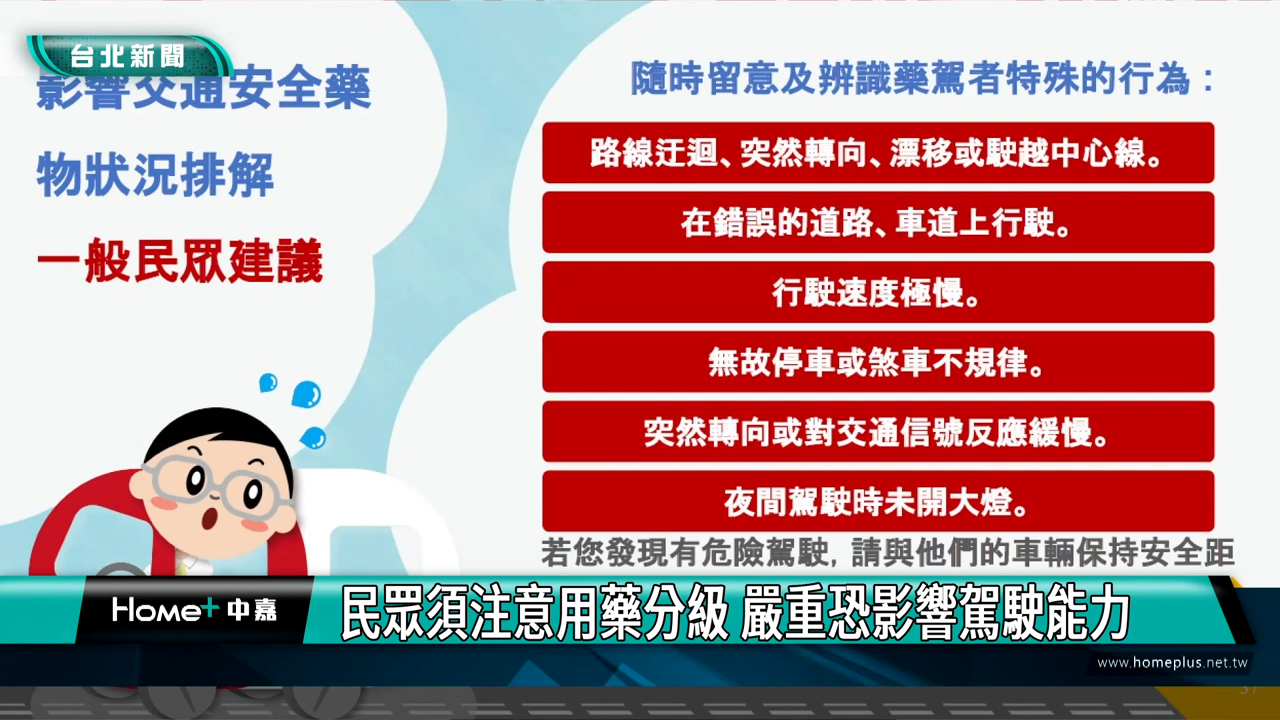 台北新聞
影響交通安全藥
物狀況排解
一般民眾建議
隨時留意及辨識藥駕者特殊的行為：
路線迂迴、突然轉向、漂移或駛越中心線。
在錯誤的道路、車道上行駛。
行駛速度極慢。
無故停車或煞車不規律。
突然轉向或對交通信號反應緩慢。
夜間駕駛時未開大燈。
若您發現有危險駕駛，請與他們的車輛保持安全距
Home+中嘉
民眾須注意用藥分級 嚴重恐影響駕駛能力
www.homeplus.net.tw
37